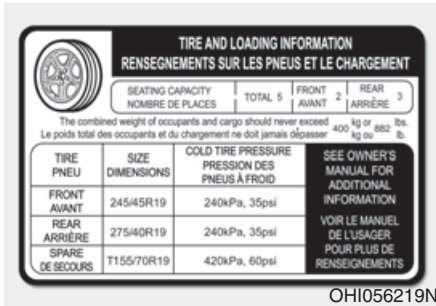 TIRE AND LOADING INFORMATION
RENSEGNEMENTS SUR LES PNEUS ET LE CHARGEMENT
SEATING CAPACITY
NOMBRE DE PLACES
TOTAL 5
FRONT
AVANT
2
REAR
ARRIÈRE
3
The combined weight of occupants and cargo should never exceed 400 kg or 882 lbs.
Le poids total des occupants et du chargement ne doit jamais dépasser kg ou lb.
TIRE
PNEU
SIZE
DIMENSIONS
COLD TIRE PRESSURE
PRESSION DES
PNEUS À FROID
SEE OWNER'S
MANUAL FOR
ADDITIONAL
INFORMATION
VOIR LE MANUEL
DE L'USAGER
POUR PLUS DE
RENSEIGNEMENTS
FRONT
AVANT
245/45R19
240kPa, 35psi
REAR
ARRIÈRE
275/40R19
240kPa, 35psi
SPARE
DE SECOURS
T155/70R19
420kPa, 60psi
OHI056219N